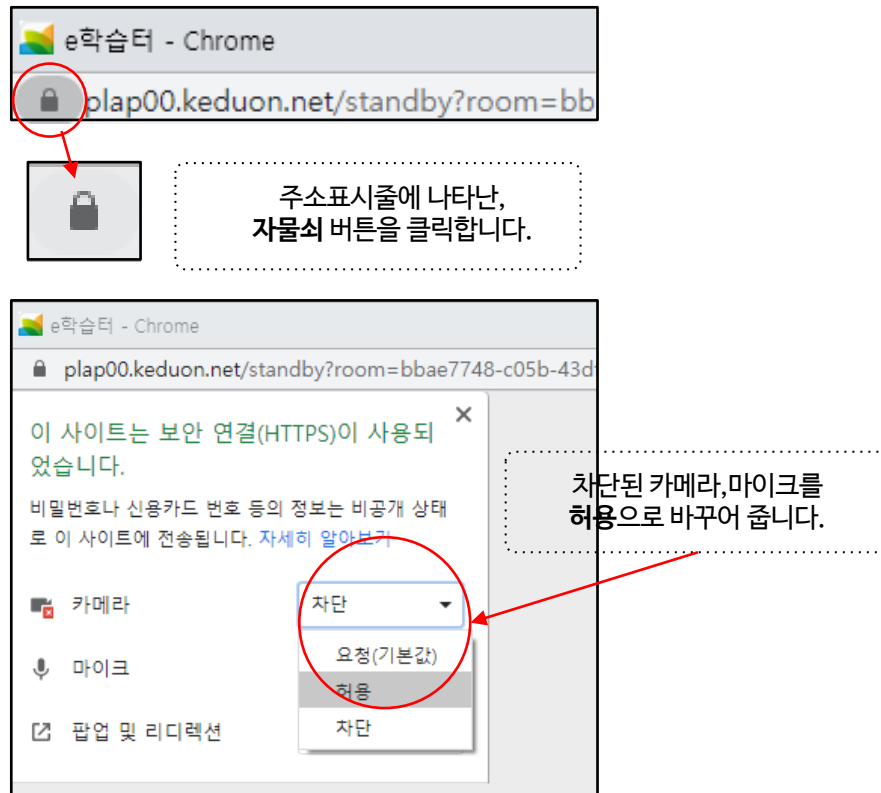 e학습터 - Chrome
plap00.keduon.net/standby?room=bb
주소표시줄에 나타난,
자물쇠 버튼을 클릭합니다.
e학습터 - Chrome
plap00.keduon.net/standby?room=bbae7748-c05b-43d
이 사이트는 보안 연결(HTTPS)이 사용되
었습니다.
비밀번호나 신용카드 번호 등의 정보는 비공개 상태
로 이 사이트에 전송됩니다. 자세히 알아보기
차단된 카메라,마이크를
허용으로 바꾸어 줍니다.
카메라 차단
요청(기본값)
마이크
허용
팝업 및 리디렉션 차단